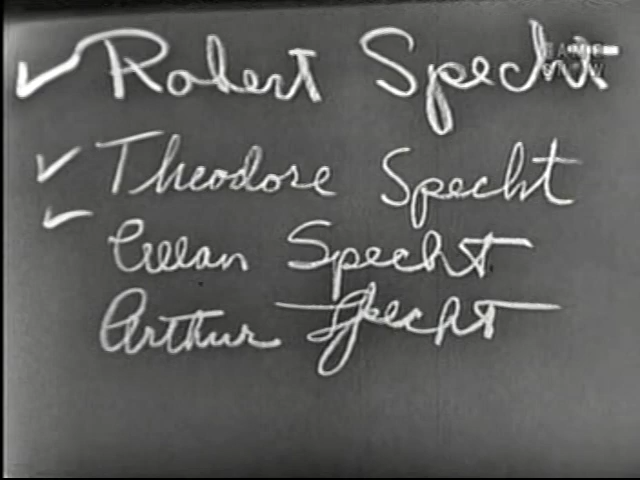 ✓ Robert Specht
✓ Theodore Specht
✓ Allan Specht
Arthur Specht